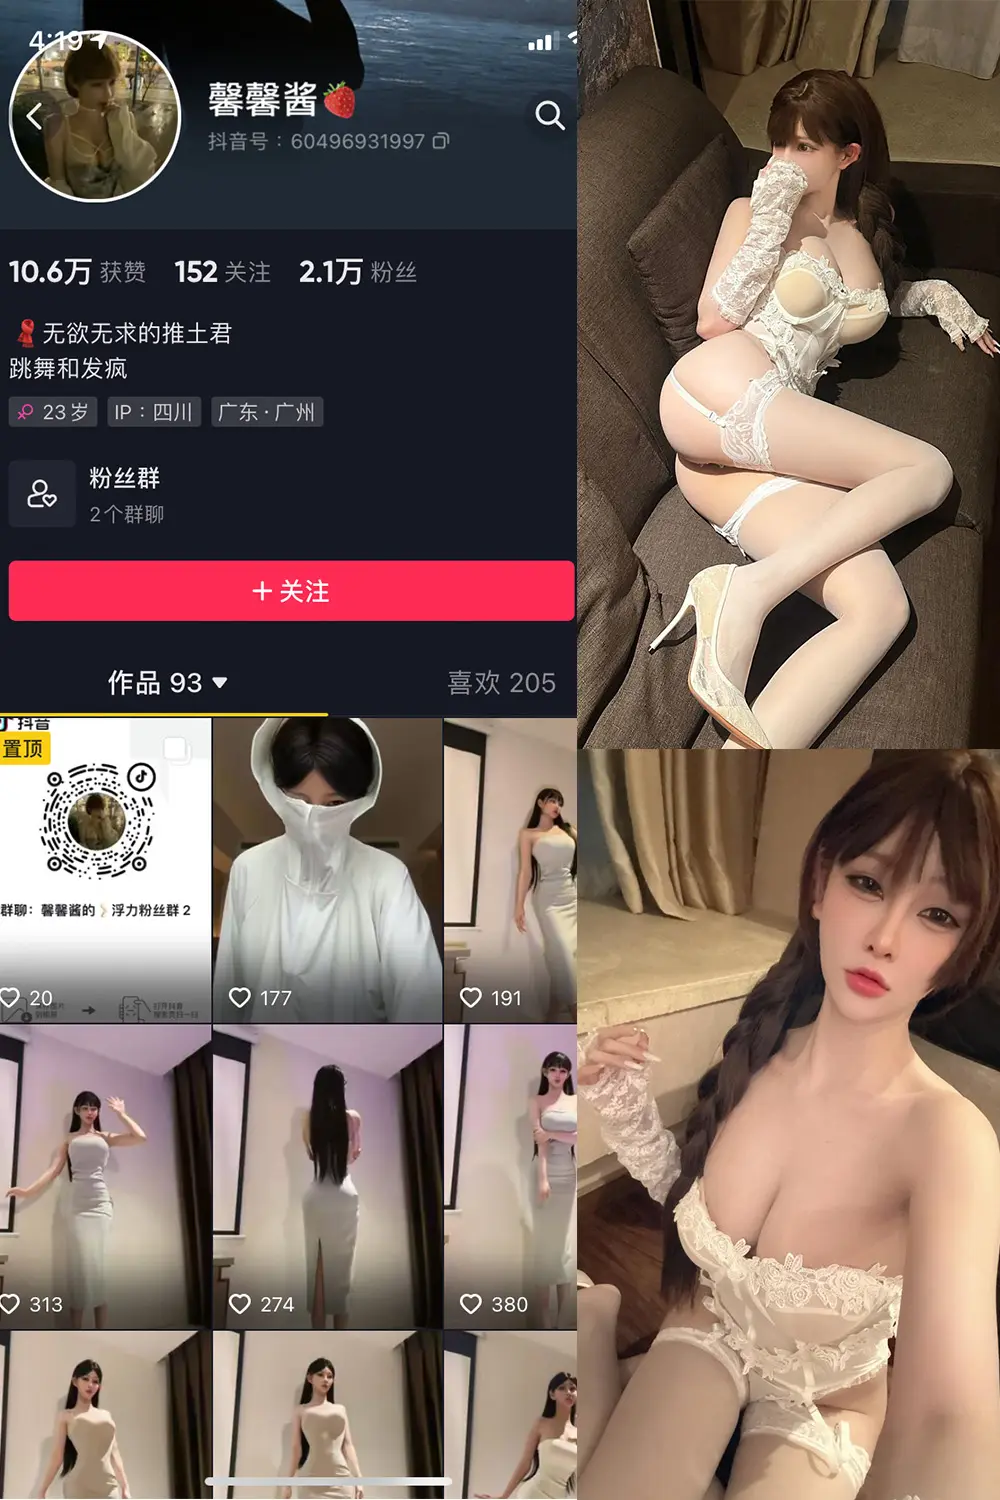 4:19
馨馨酱🍓
抖音号：60496931997
10.6万 获赞 152 关注 2.1万 粉丝
无欲无求的推土君
跳舞和发疯
23岁 IP：四川 广东·广州
粉丝群
2个群聊
+ 关注
作品 93 喜欢 205
抖音
置顶
群聊：馨馨酱的🍤浮力粉丝群 2
20 177 191
313 274 380